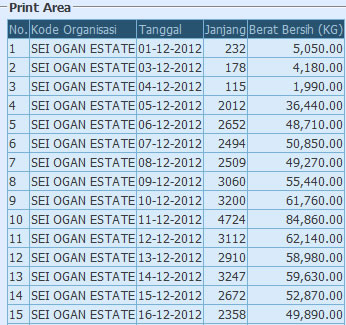 Print Area
No. Kode Organisasi Tanggal Janjang Berat Bersih (KG)
1 SEI OGAN ESTATE 01-12-2012 232 5,050.00
2 SEI OGAN ESTATE 03-12-2012 178 4,180.00
3 SEI OGAN ESTATE 04-12-2012 115 1,990.00
4 SEI OGAN ESTATE 05-12-2012 2012 36,440.00
5 SEI OGAN ESTATE 06-12-2012 2652 48,710.00
6 SEI OGAN ESTATE 07-12-2012 2494 50,850.00
7 SEI OGAN ESTATE 08-12-2012 2509 49,270.00
8 SEI OGAN ESTATE 09-12-2012 3060 55,440.00
9 SEI OGAN ESTATE 10-12-2012 3200 61,760.00
10 SEI OGAN ESTATE 11-12-2012 4724 84,860.00
11 SEI OGAN ESTATE 12-12-2012 3112 62,140.00
12 SEI OGAN ESTATE 13-12-2012 2910 58,980.00
13 SEI OGAN ESTATE 14-12-2012 3247 59,630.00
14 SEI OGAN ESTATE 15-12-2012 2672 52,870.00
15 SEI OGAN ESTATE 16-12-2012 2358 49,890.00